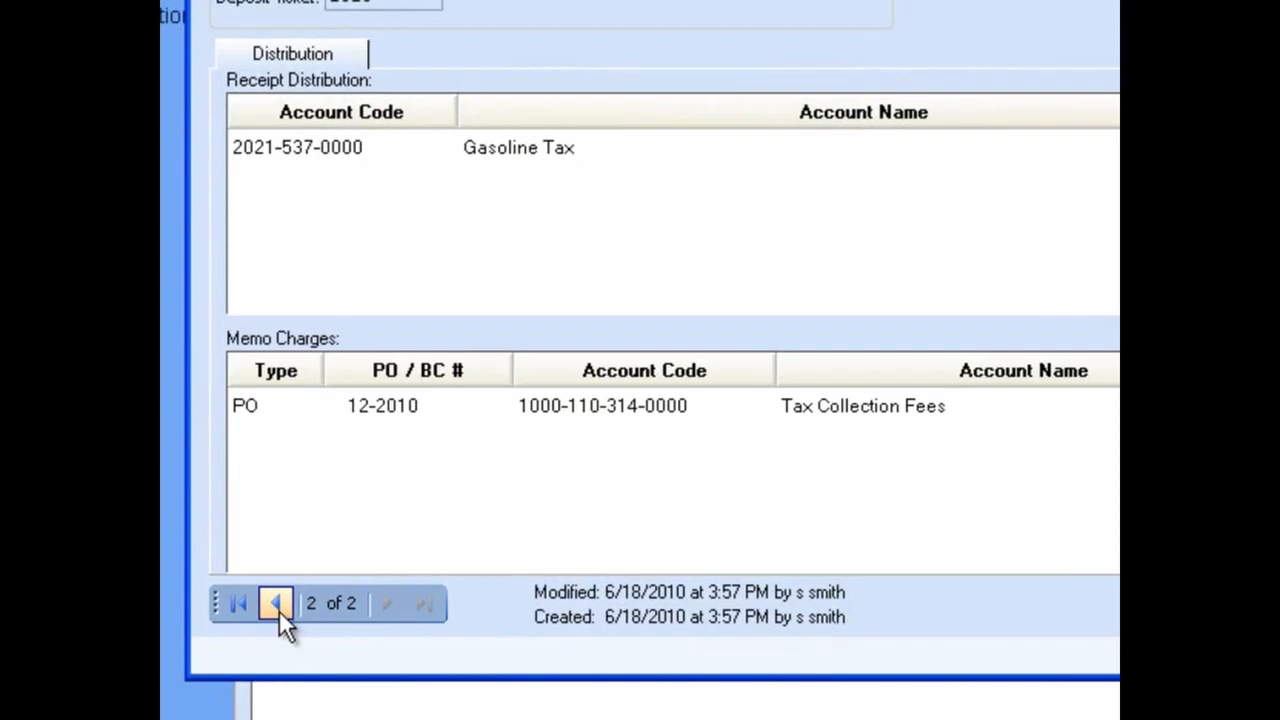 Deposit Ticket:
Distribution
Receipt Distribution:
Account Code Account Name
2021-537-0000 Gasoline Tax
Memo Charges:
Type PO / BC # Account Code Account Name
PO 12-2010 1000-110-314-0000 Tax Collection Fees
2 of 2
Modified: 6/18/2010 at 3:57 PM by s smith
Created: 6/18/2010 at 3:57 PM by s smith